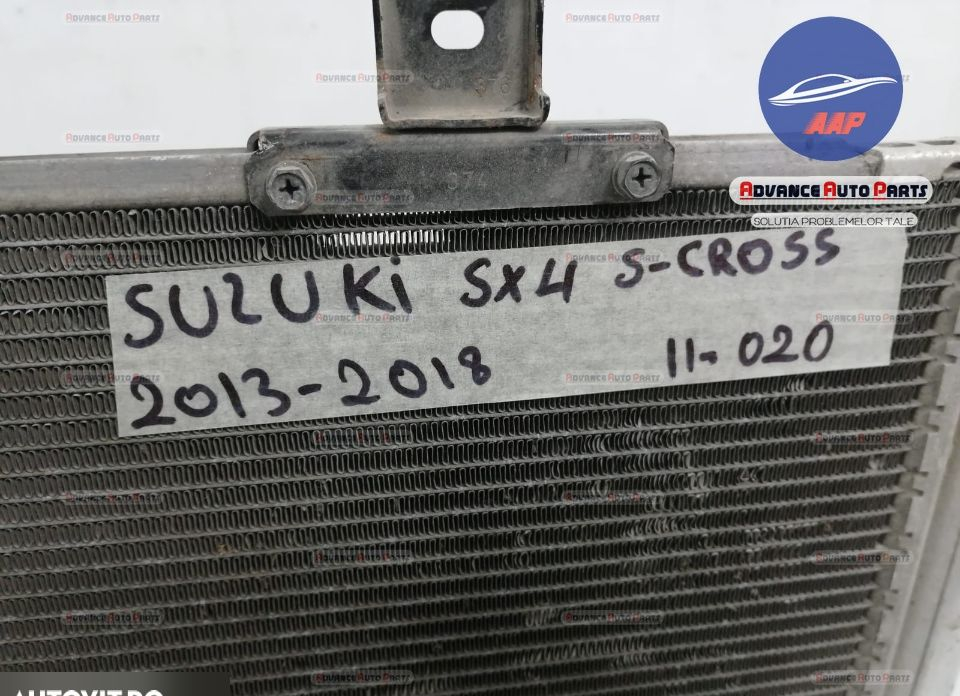 AAP
ADVANCE AUTO PARTS
SOLUTIA PROBLEMELOR TALE
SUZUKi SX4 S-CROSS
2013-2018 11-020
AUTOVIT.RO